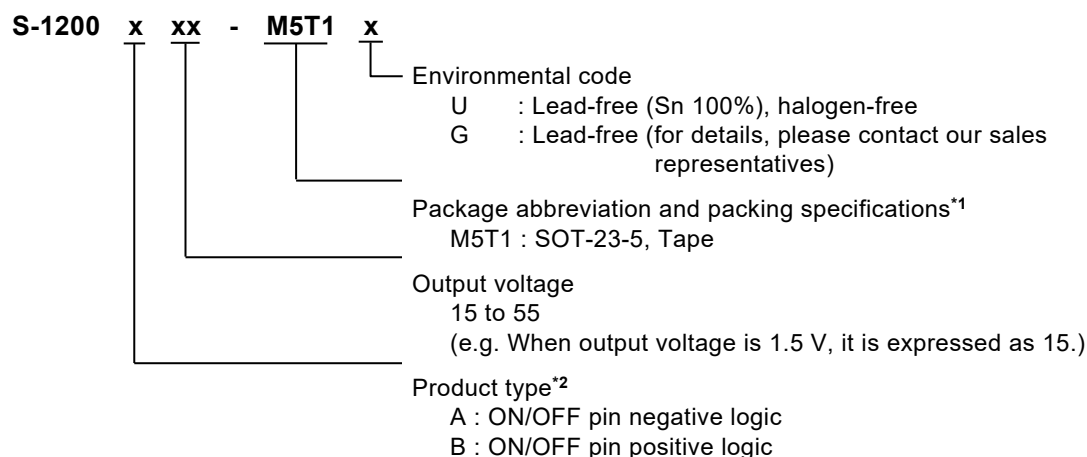 S-1200 x xx - M5T1 x
Environmental code
U : Lead-free (Sn 100%), halogen-free
G : Lead-free (for details, please contact our sales
representatives)
Package abbreviation and packing specifications*1
M5T1 : SOT-23-5, Tape
Output voltage
15 to 55
(e.g. When output voltage is 1.5 V, it is expressed as 15.)
Product type*2
A : ON/OFF pin negative logic
B : ON/OFF pin positive logic